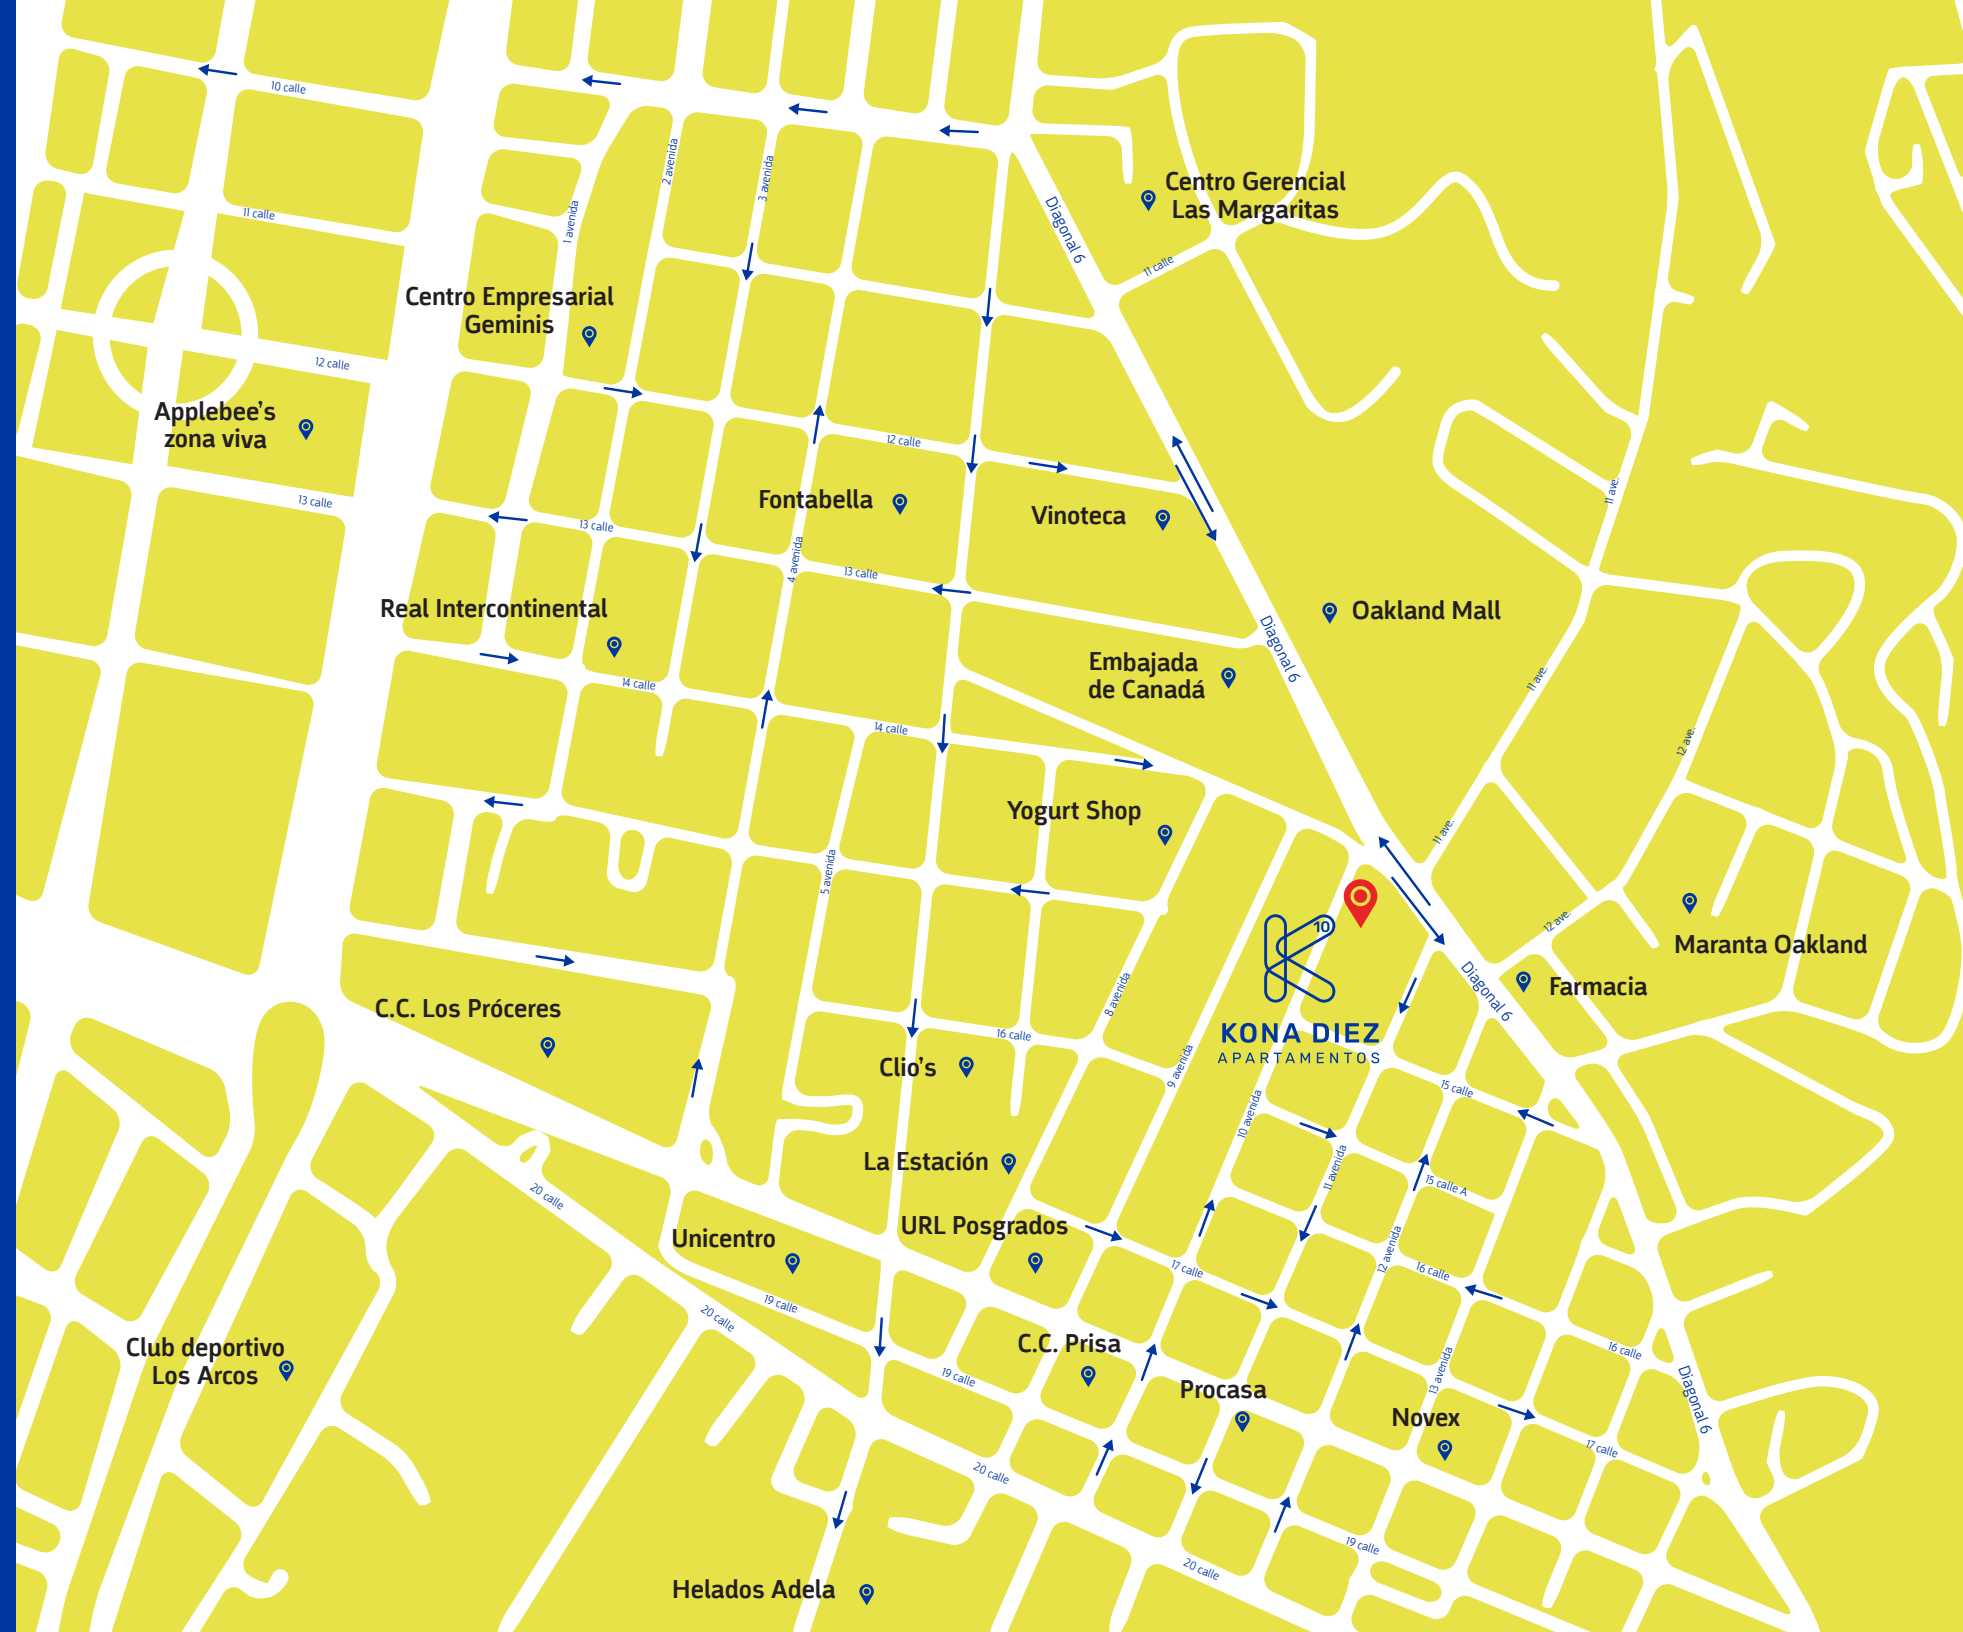 10 calle
2 avenida
3 avenida
Centro Gerencial
Las Margaritas
11 calle
1 avenida
Diagonal 6
11 calle
Centro Empresarial
Geminis
12 calle
Applebee's
zona viva
12 calle
13 calle
Fontabella
Vinoteca
11 ave.
13 calle
4 avenida
13 calle
Real Intercontinental
Oakland Mall
Diagonal 6
Embajada
de Canadá
14 calle
11 ave.
14 calle
12 ave.
Yogurt Shop
11 ave.
5 avenida
10
12 ave.
Maranta Oakland
Diagonal 6
Farmacia
8 avenida
C.C. Los Próceres
16 calle
KONA DIEZ
APARTAMENTOS
Clio's
9 avenida
15 calle
10 avenida
La Estación
11 avenida
15 calle A
20 calle
URL Posgrados
Unicentro
12 avenida
17 calle
16 calle
19 calle
20 calle
C.C. Prisa
16 calle
Club deportivo
Los Arcos
19 calle
13 avenida
Procasa
Diagonal 6
Novex
17 calle
20 calle
19 calle
20 calle
Helados Adela